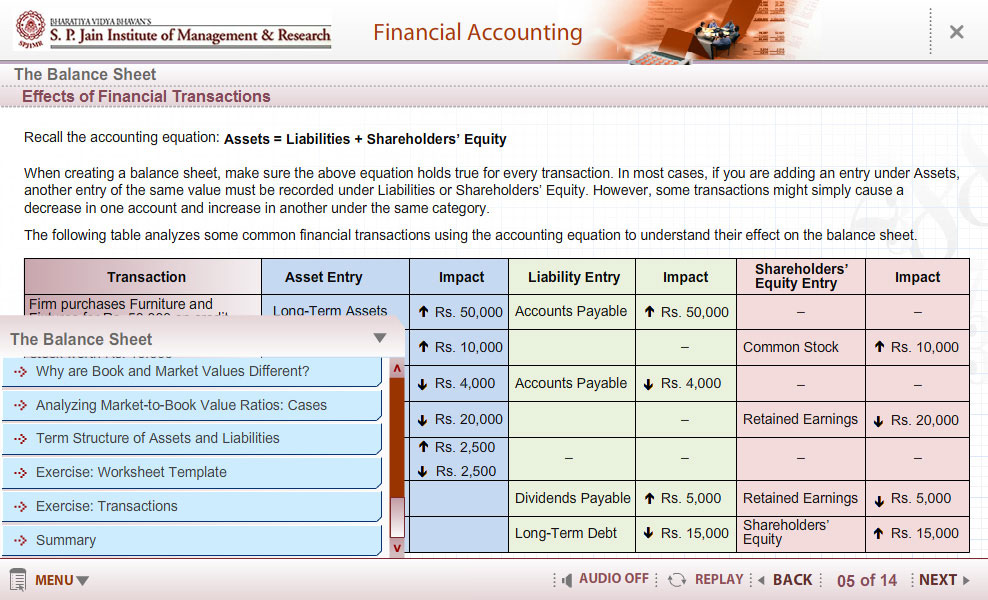 BHARATIYA VIDYA BHAVAN'S
S. P. Jain Institute of Management & Research
SPJIMR
Financial Accounting
The Balance Sheet
Effects of Financial Transactions
Recall the accounting equation: Assets = Liabilities + Shareholders' Equity
When creating a balance sheet, make sure the above equation holds true for every transaction. In most cases, if you are adding an entry under Assets,
another entry of the same value must be recorded under Liabilities or Shareholders' Equity. However, some transactions might simply cause a
decrease in one account and increase in another under the same category.
The following table analyzes some common financial transactions using the accounting equation to understand their effect on the balance sheet.
Transaction Asset Entry Impact Liability Entry Impact Shareholders' Equity Entry Impact
Firm purchases Furniture and
Long-Term Assets ↑ Rs. 50,000 Accounts Payable ↑ Rs. 50,000 – –
↑ Rs. 10,000 – Common Stock ↑ Rs. 10,000
↓ Rs. 4,000 Accounts Payable ↓ Rs. 4,000 – –
↓ Rs. 20,000 – Retained Earnings ↓ Rs. 20,000
↑ Rs. 2,500
↓ Rs. 2,500 – – – –
Dividends Payable ↑ Rs. 5,000 Retained Earnings ↓ Rs. 5,000
Long-Term Debt ↓ Rs. 15,000 Shareholders' Equity ↑ Rs. 15,000
The Balance Sheet
Why are Book and Market Values Different?
Analyzing Market-to-Book Value Ratios: Cases
Term Structure of Assets and Liabilities
Exercise: Worksheet Template
Exercise: Transactions
Summary
MENU AUDIO OFF REPLAY BACK 05 of 14 NEXT